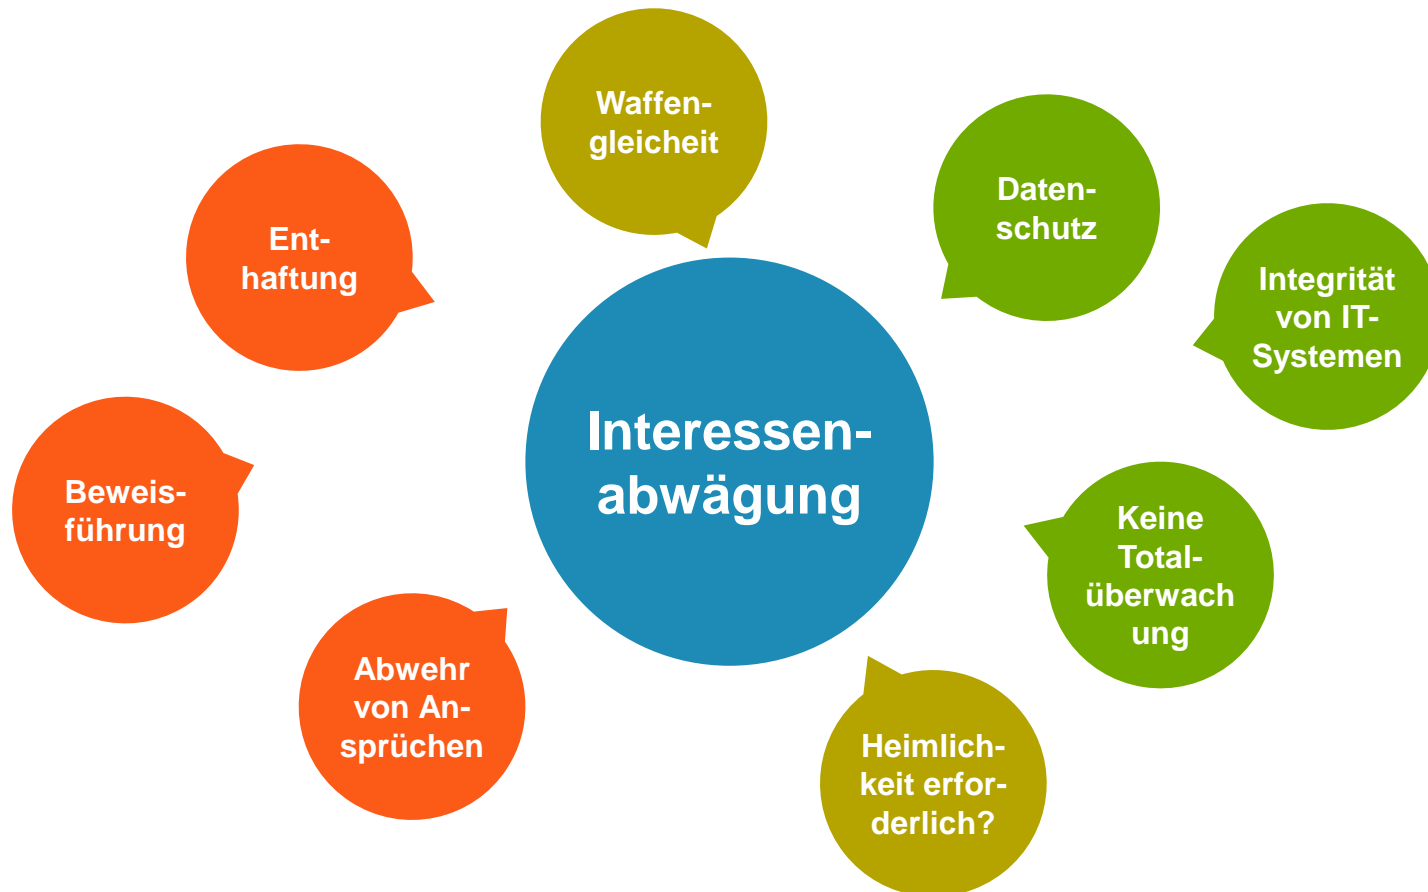 Waffen-
gleicheit
Daten-
schutz
Ent-
haftung
Integrität
von IT-
Systemen
Interessen-
abwägung
Beweis-
führung
Keine
Total-
überwach
ung
Abwehr
von An-
sprüchen
Heimlich-
keit erfor-
derlich?